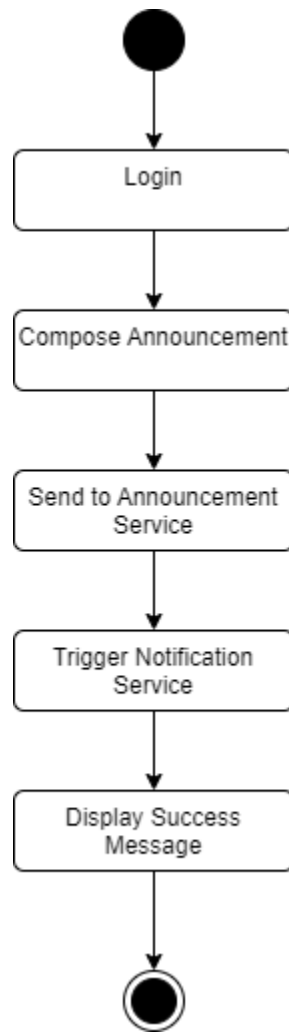 Login
Compose Announcement
Send to Announcement
Service
Trigger Notification
Service
Display Success
Message